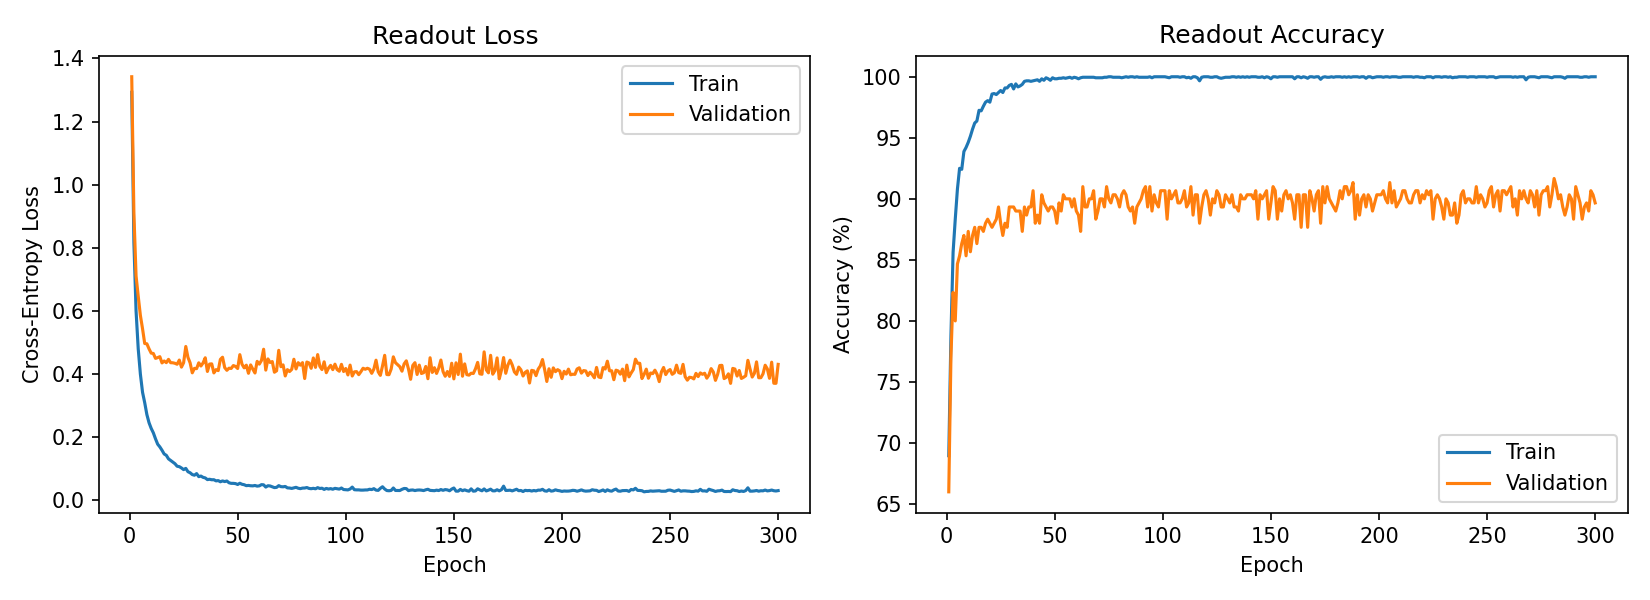 Readout Loss
Cross-Entropy Loss
1.4
1.2
1.0
0.8
0.6
0.4
0.2
0.0
Train
Validation
0 50 100 150 200 250 300
Epoch
Readout Accuracy
Accuracy (%)
100
95
90
85
80
75
70
65
Train
Validation
0 50 100 150 200 250 300
Epoch